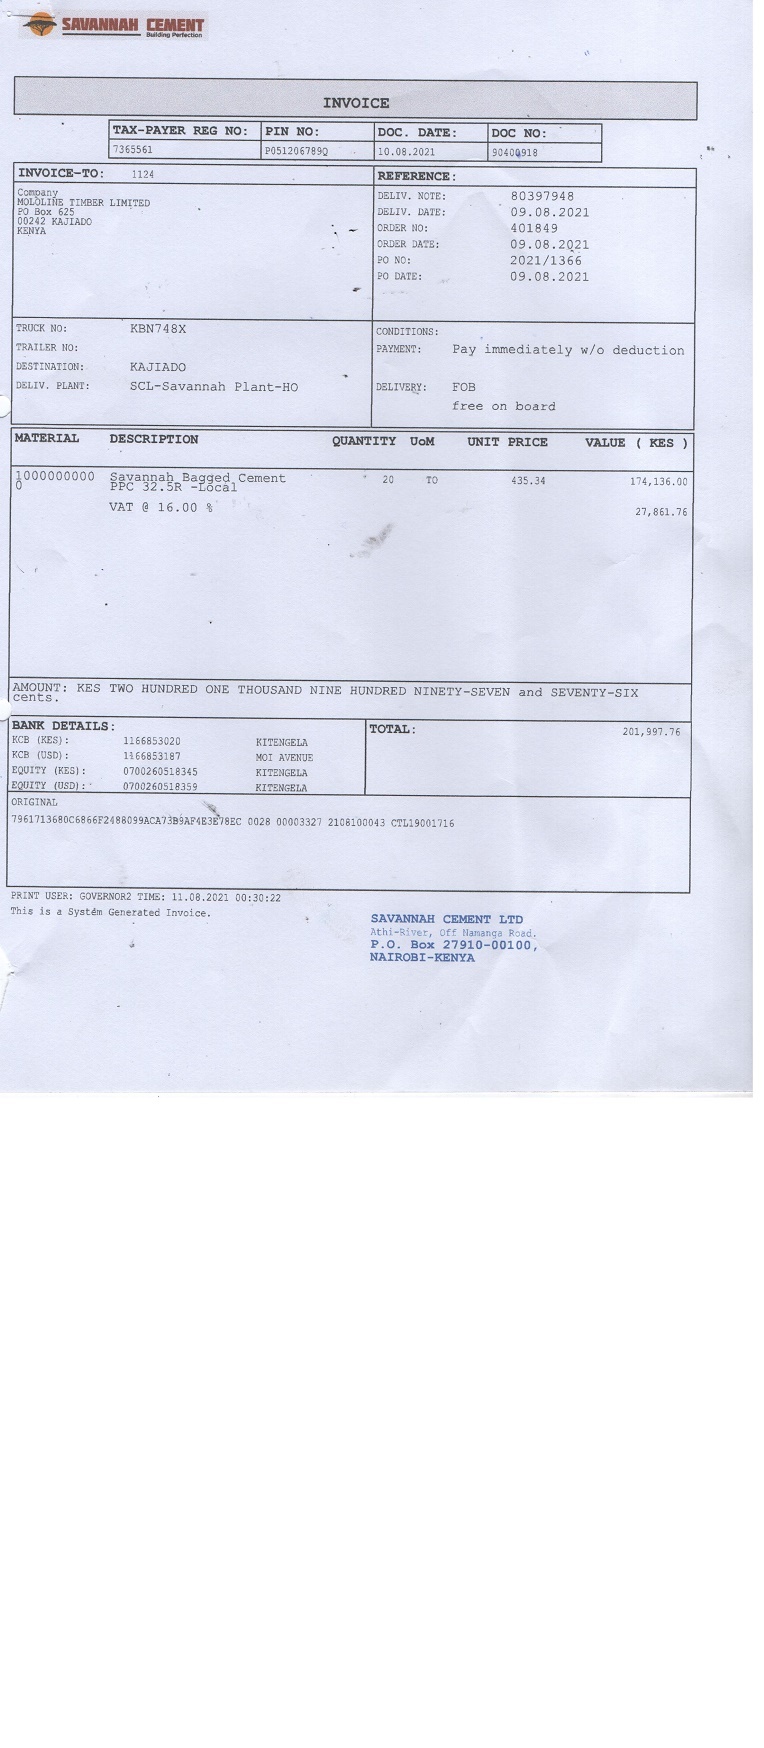 SAVANNAH CEMENT
Building Perfection
INVOICE
TAX-PAYER REG NO: PIN NO: DOC. DATE: DOC NO:
7365561 P051206789Q 10.08.2021 90400918
INVOICE-TO: 1124
Company
MOLOLINE TIMBER LIMITED
PO Box 625
00242 KAJIADO
KENYA
REFERENCE:
DELIV. NOTE: 80397948
DELIV. DATE: 09.08.2021
ORDER NO: 401849
ORDER DATE: 09.08.2021
PO NO: 2021/1366
PO DATE: 09.08.2021
TRUCK NO: KBN748X
TRAILER NO:
DESTINATION: KAJIADO
DELIV. PLANT: SCL-Savannah Plant-HO
CONDITIONS:
PAYMENT: Pay immediately w/o deduction
DELIVERY: FOB
free on board
MATERIAL DESCRIPTION QUANTITY UoM UNIT PRICE VALUE ( KES )
1000000000 Savannah Bagged Cement 20 TO 435.34 174,136.00
0 PPC 32.5R -Local
VAT @ 16.00 % 27,861.76
AMOUNT: KES TWO HUNDRED ONE THOUSAND NINE HUNDRED NINETY-SEVEN and SEVENTY-SIX
cents.
BANK DETAILS:
KCB (KES): 1166853020 KITENGELA
KCB (USD): 1166853187 MOI AVENUE
EQUITY (KES): 0700260518345 KITENGELA
EQUITY (USD): 0700260518359 KITENGELA
TOTAL: 201,997.76
ORIGINAL
7961713680C6866F2488099ACA73B9AF4E3E78EC 0028 00003327 2108100043 CTL19001716
PRINT USER: GOVERNOR2 TIME: 11.08.2021 00:30:22
This is a System Generated Invoice.
SAVANNAH CEMENT LTD
Athi-River, Off Namanga Road.
P.O. Box 27910-00100,
NAIROBI-KENYA